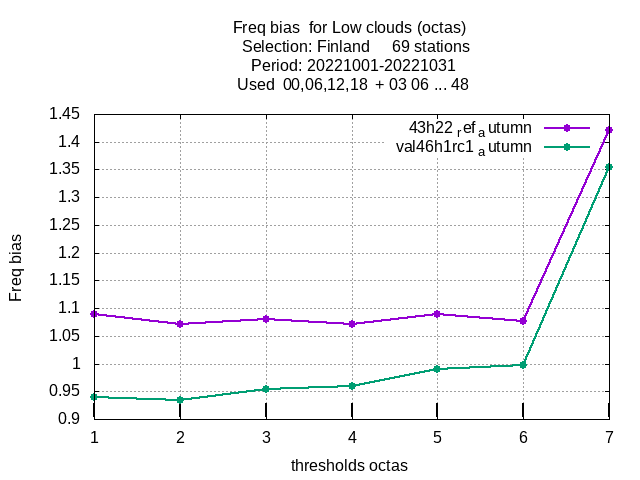 Freq bias  for Low clouds (octas)
Selection: Finland     69 stations
Period: 20221001-20221031
Used  00,06,12,18  + 03 06 ... 48
1.45
1.4
1.35
1.3
1.25
1.2
1.15
1.1
1.05
1
0.95
0.9
43h22 ref autumn
val46h1rc1 autumn
Freq bias
1 2 3 4 5 6 7
thresholds octas